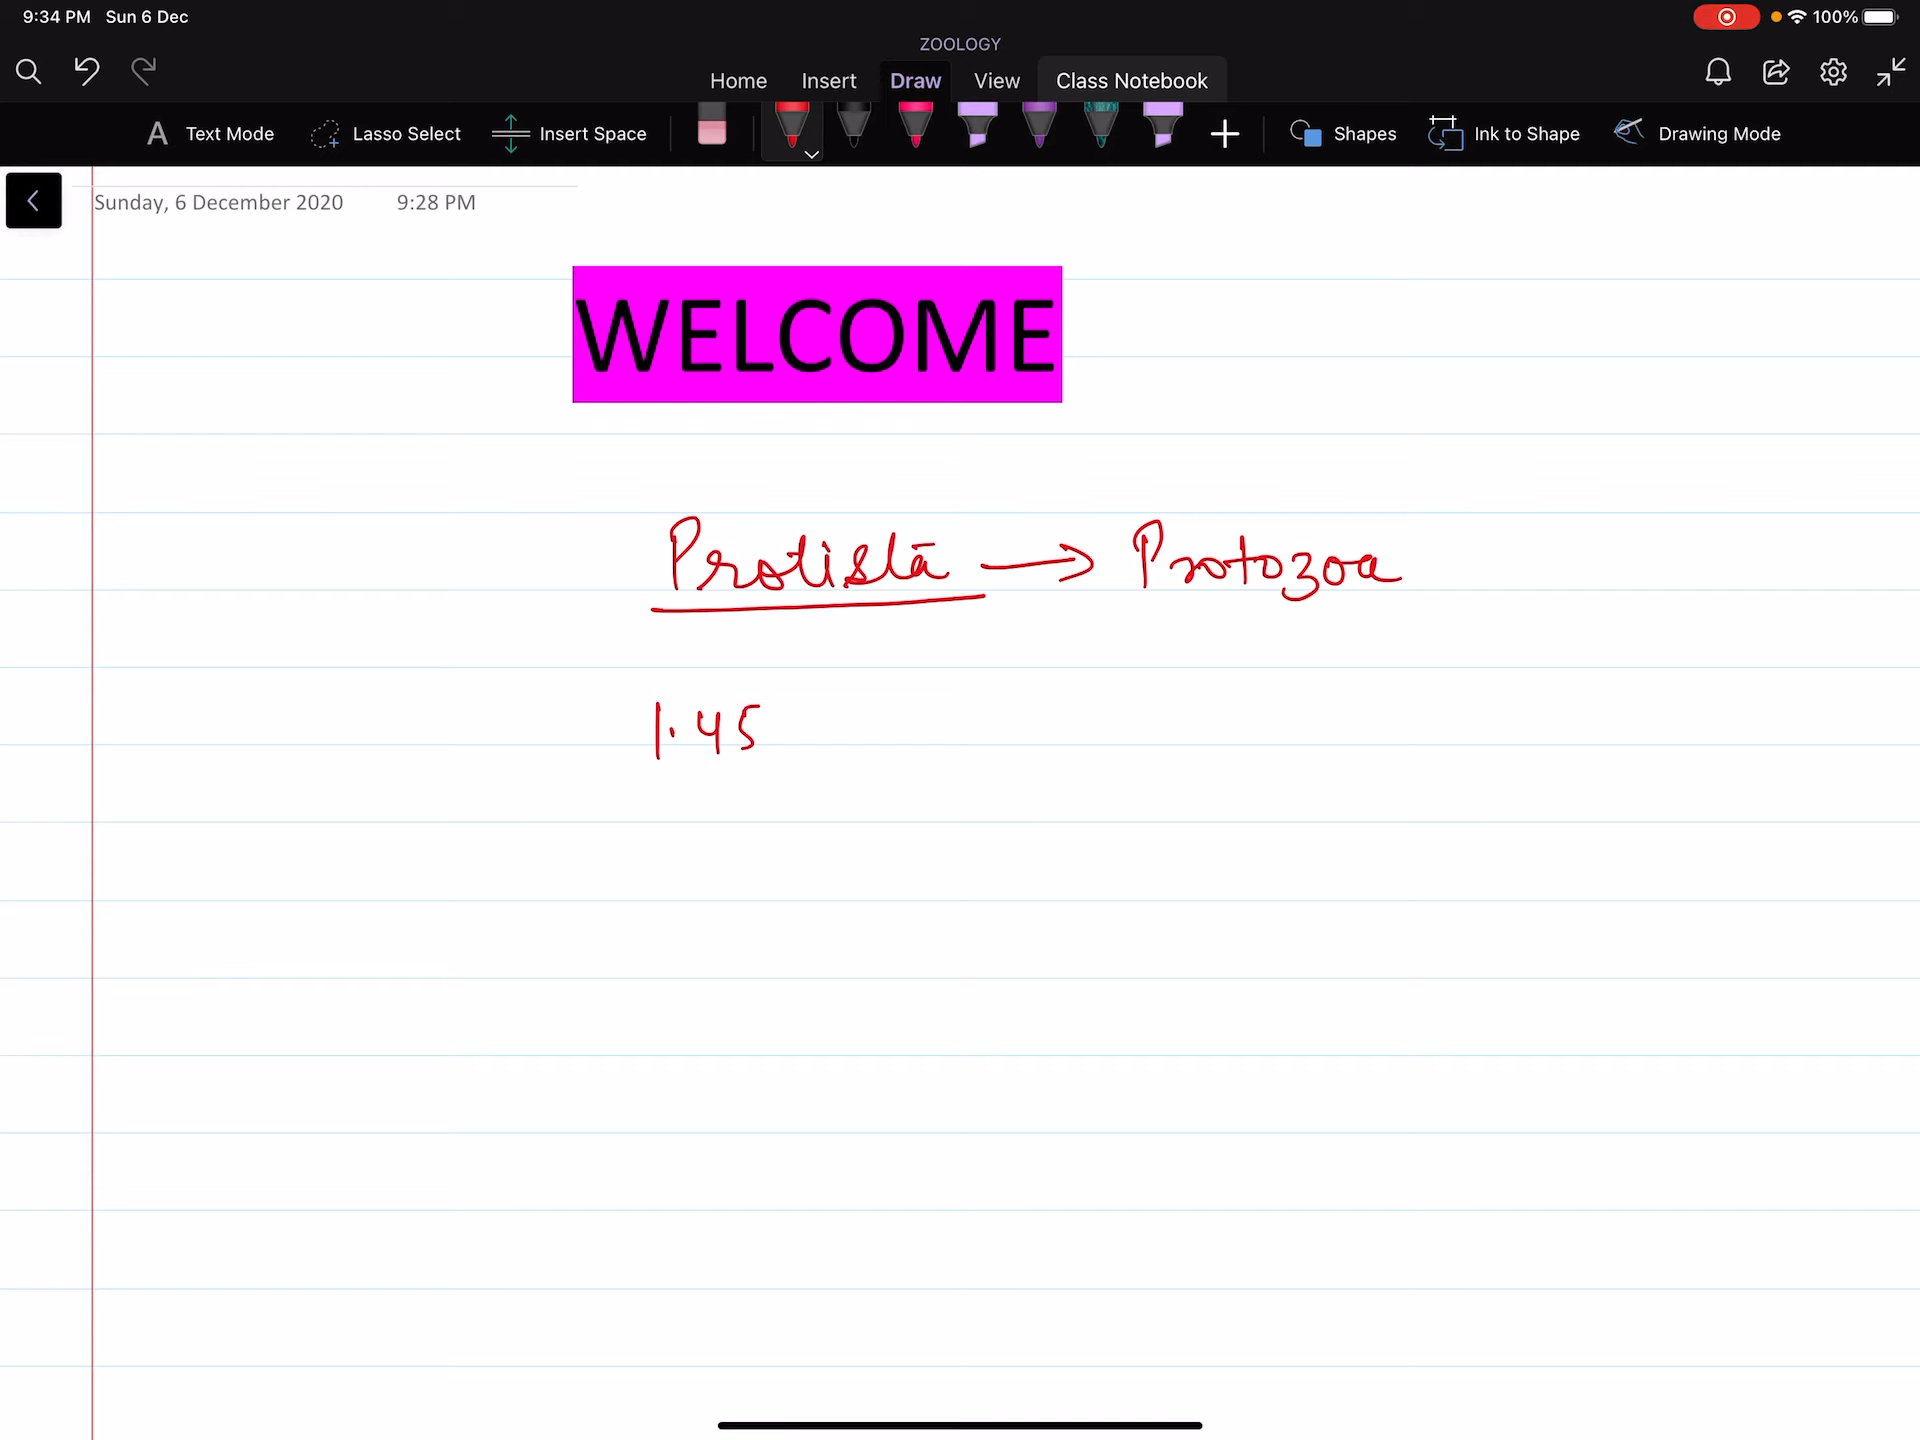 9:34 PM Sun 6 Dec 100%
ZOOLOGY
Home Insert Draw View Class Notebook
Text Mode Lasso Select Insert Space Shapes Ink to Shape Drawing Mode
Sunday, 6 December 2020 9:28 PM
WELCOME
Protista → Protozoa
1.45